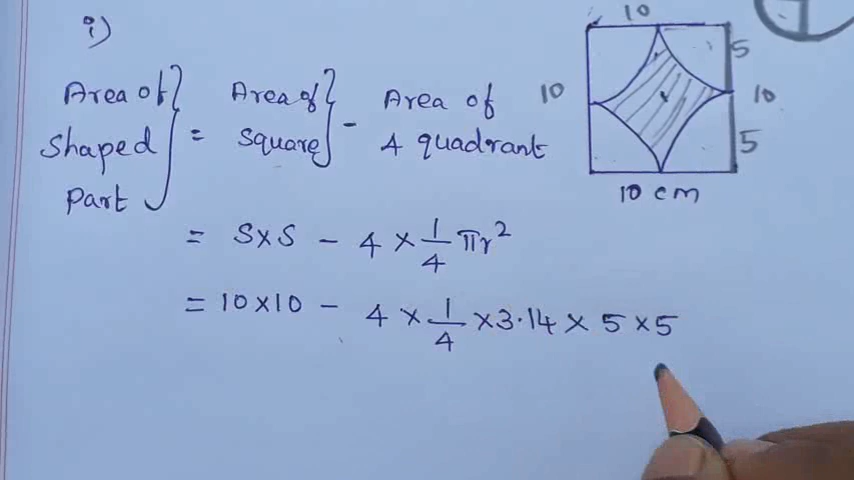 i)
10
5
10
10
5
10 cm
Area of } Area of } Area of
Shaped } = Square } - 4 quadrant
Part
= S×S - 4 × 1/4 πr²
= 10×10 - 4 × 1/4 × 3.14 × 5 × 5